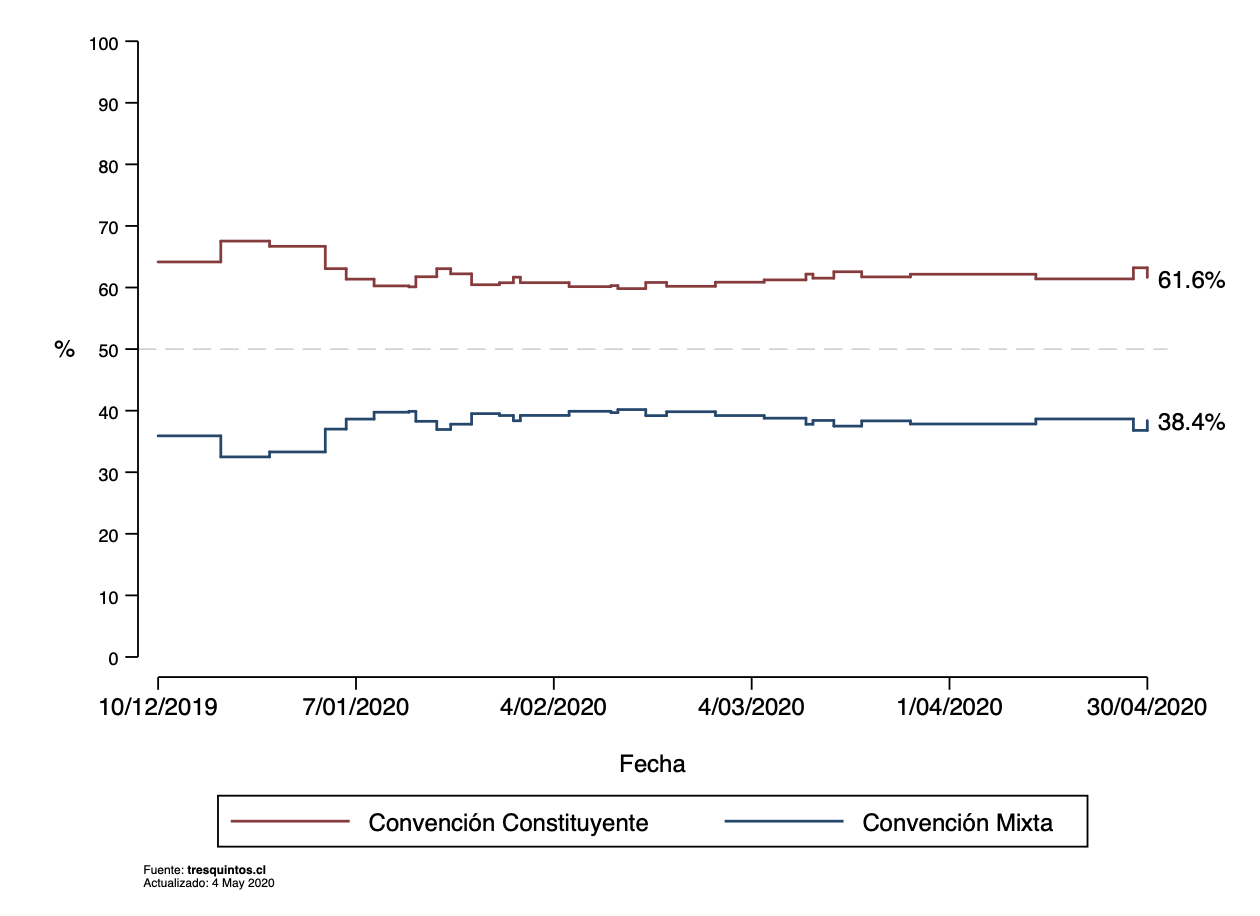 100
90
80
70
60
50
40
30
20
10
0
%
61.6%
38.4%
10/12/2019 7/01/2020 4/02/2020 4/03/2020 1/04/2020 30/04/2020
Fecha
Convención Constituyente Convención Mixta
Fuente: tresquintos.cl
Actualizado: 4 May 2020